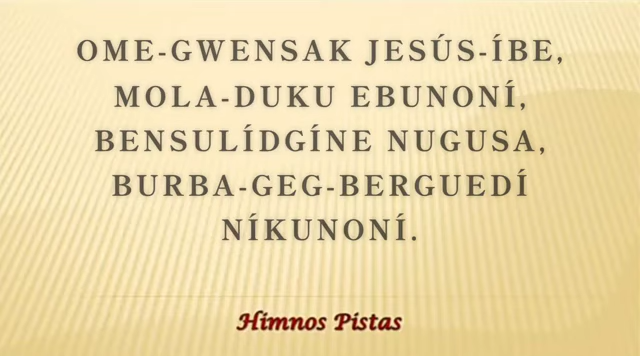 OME-GWENSAK JESÚS-ÍBE,
MOLA-DUKU EBUNONÍ,
BENSULÍDGÍNE NUGUSA,
BURBA-GEG-BERGUEDÍ
NÍKUNONÍ.
Himnos Pistas